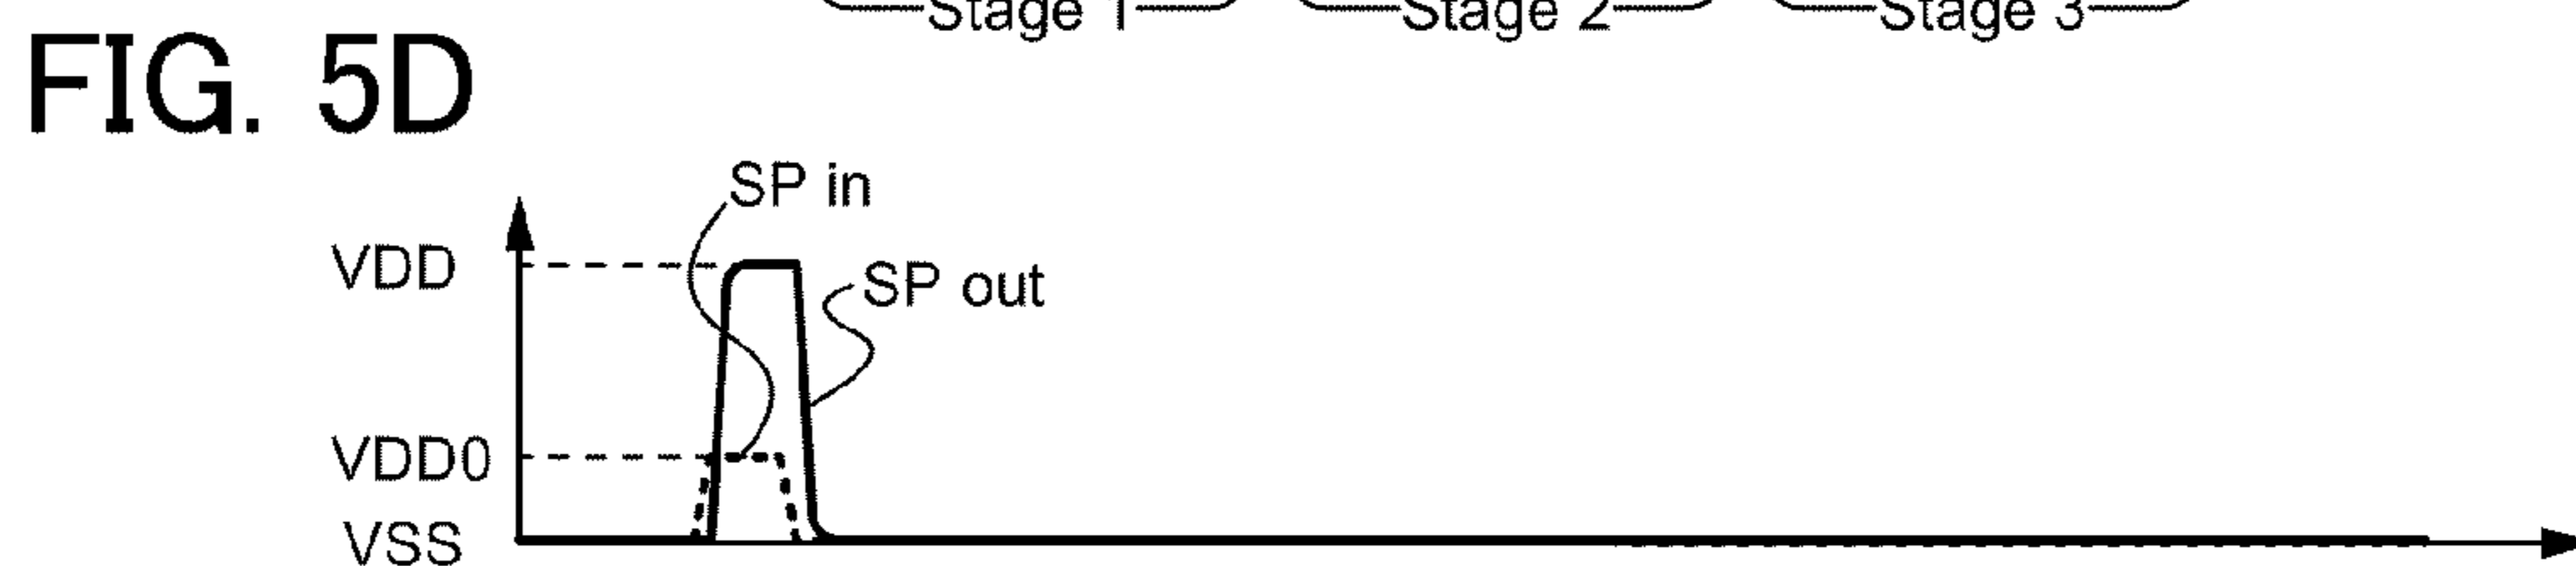 Stage 1 Stage 2 Stage 3
FIG. 5D
SP in
VDD
SP out
VDD0
VSS